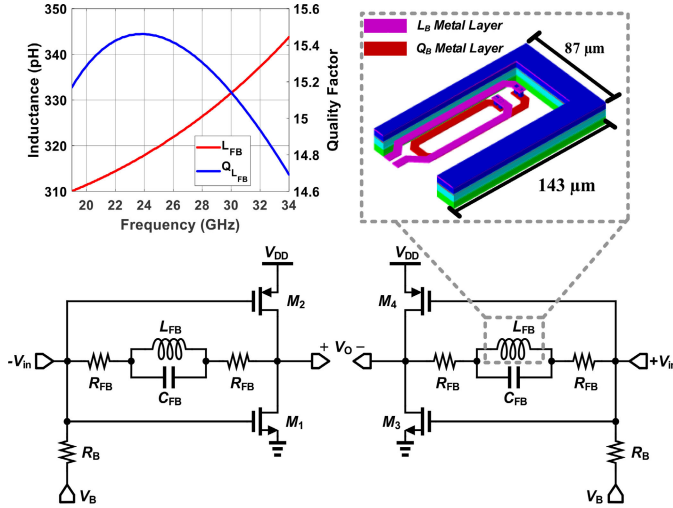 350
340
330
320
310
Inductance (pH)
15.6
15.4
15.2
15
14.8
14.6
Quality Factor
L_FB
Q_L_FB
20 22 24 26 28 30 32 34
Frequency (GHz)
L_B Metal Layer
Q_B Metal Layer
87 μm
143 μm
V_DD
M_2
L_FB
-V_in
R_FB
R_FB
C_FB
+ V_O −
M_1
R_B
V_B
V_DD
M_4
L_FB
R_FB
R_FB
C_FB
+V_in
M_3
R_B
V_B